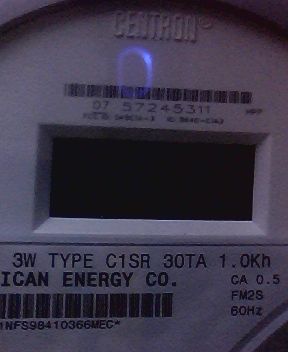 CENTRON®
07 57245311
3W TYPE C1SR 30TA 1.0Kh
ICAN ENERGY CO.
CA 0.5
FM2S
60Hz
1NFS98410366MEC*